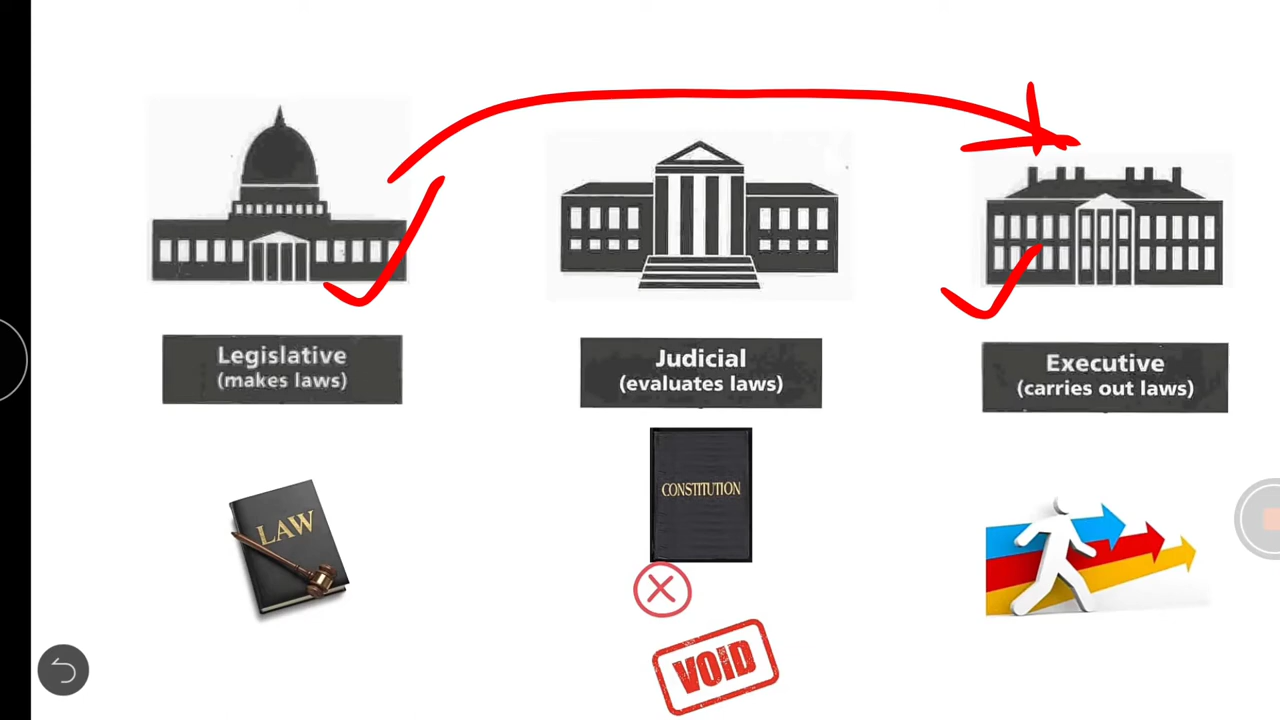 Legislative
(makes laws)
Judicial
(evaluates laws)
Executive
(carries out laws)
LAW
CONSTITUTION
VOID